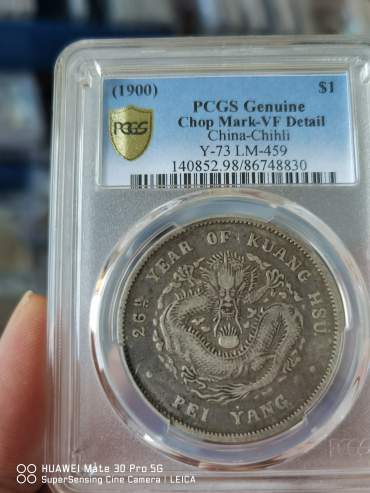 (1900) $1
PCGS Genuine
Chop Mark-VF Detail
China-Chihli
Y-73 LM-459
140852.98/86748830
PCGS
26th YEAR OF KUANG HSU
PEI YANG
PCGS
HUAWEI Mate 30 Pro 5G
SuperSensing Cine Camera | LEICA